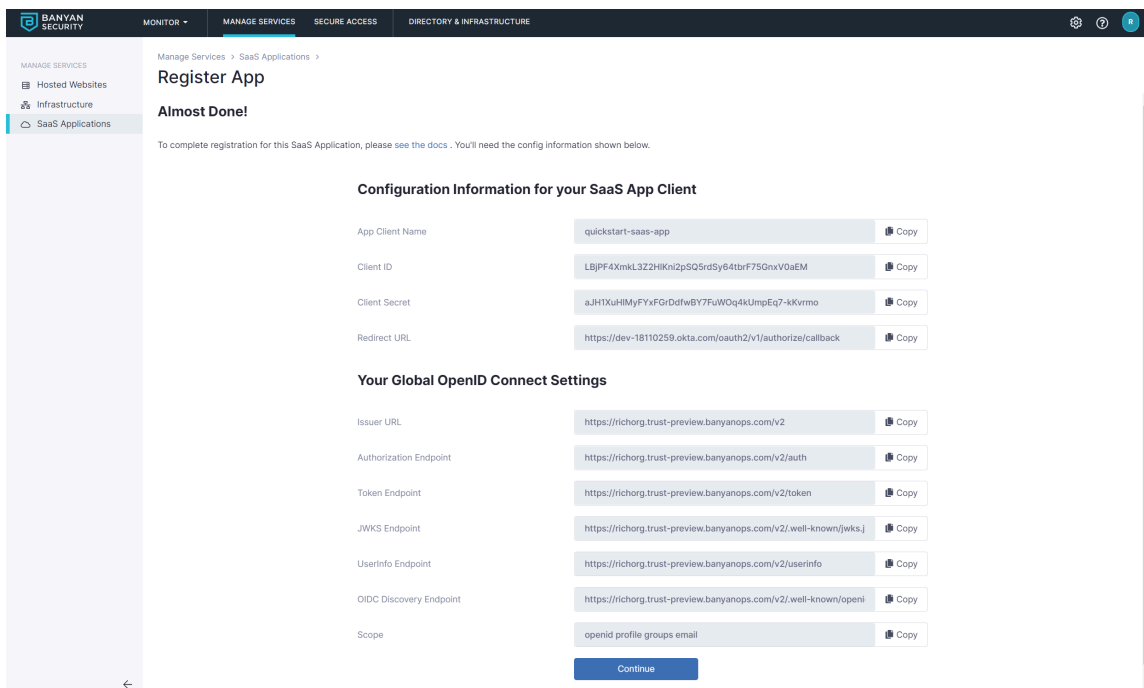 BANYAN SECURITY
MONITOR
MANAGE SERVICES
SECURE ACCESS
DIRECTORY & INFRASTRUCTURE
R
MANAGE SERVICES
Hosted Websites
Infrastructure
SaaS Applications
Manage Services > SaaS Applications >
Register App
Almost Done!
To complete registration for this SaaS Application, please see the docs . You'll need the config information shown below.
Configuration Information for your SaaS App Client
App Client Name quickstart-saas-app Copy
Client ID LBjPF4XmkL3Z2HIKni2pSQ5rdSy64tbrF75GnxV0aEM Copy
Client Secret aJH1XuHIMyFYxFGrDdfwBY7FuWOq4kUmpEq7-kKvrmo Copy
Redirect URL https://dev-18110259.okta.com/oauth2/v1/authorize/callback Copy
Your Global OpenID Connect Settings
Issuer URL https://richorg.trust-preview.banyanops.com/v2 Copy
Authorization Endpoint https://richorg.trust-preview.banyanops.com/v2/auth Copy
Token Endpoint https://richorg.trust-preview.banyanops.com/v2/token Copy
JWKS Endpoint https://richorg.trust-preview.banyanops.com/v2/.well-known/jwks.j Copy
UserInfo Endpoint https://richorg.trust-preview.banyanops.com/v2/userinfo Copy
OIDC Discovery Endpoint https://richorg.trust-preview.banyanops.com/v2/.well-known/openi Copy
Scope openid profile groups email Copy
Continue